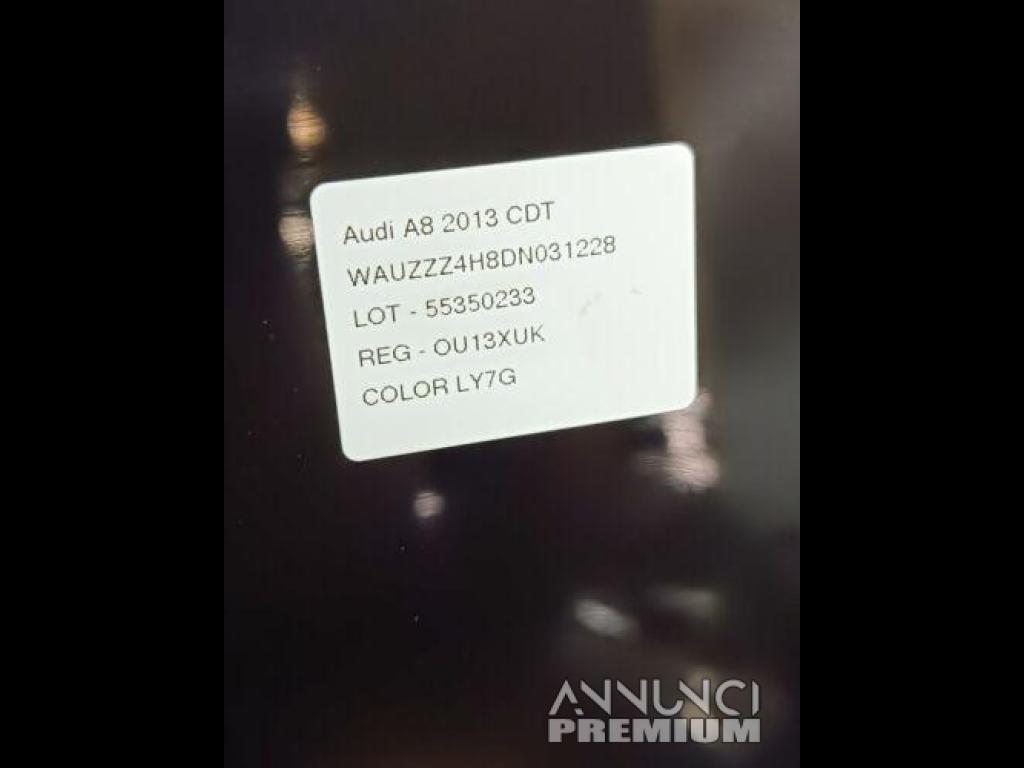 Audi A8 2013 CDT
WAUZZZ4H8DN031228
LOT - 55350233
REG - OU13XUK
COLOR LY7G
ANNUNCI
PREMIUM